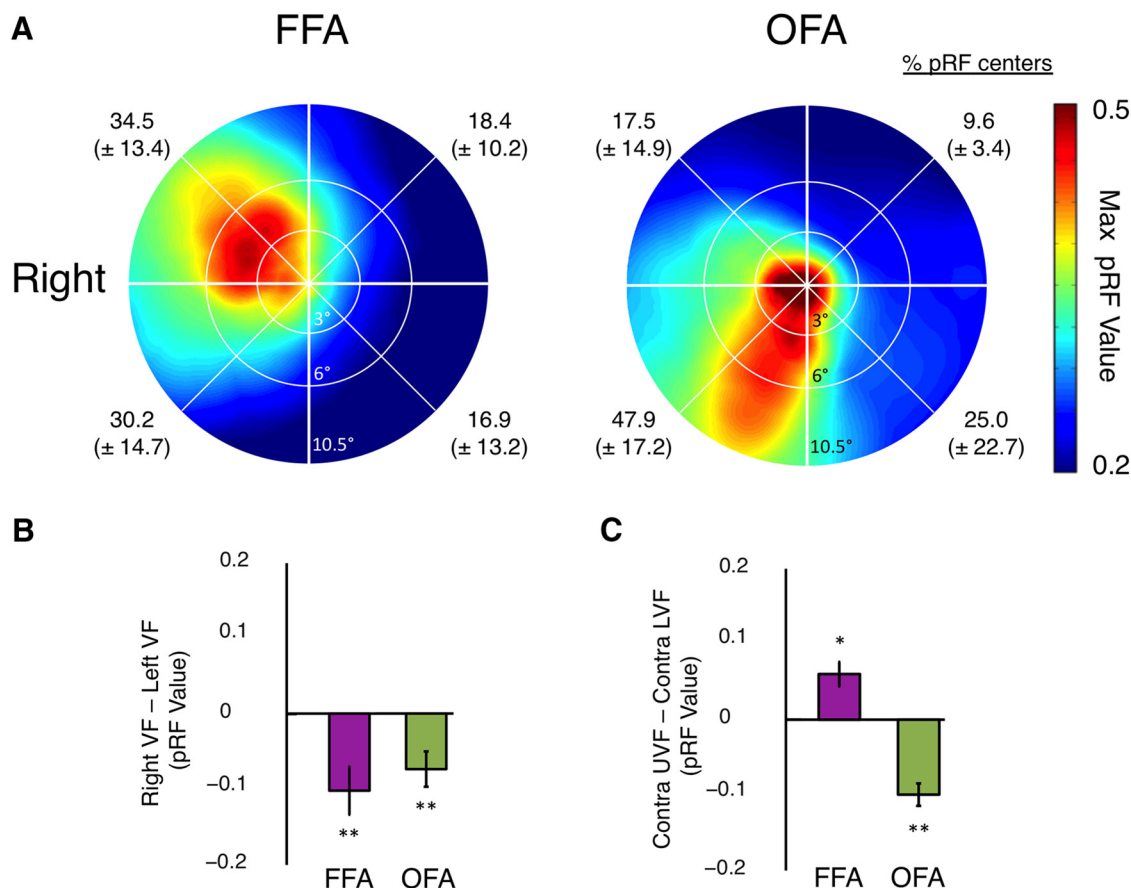 A
FFA
OFA
% pRF centers
34.5
(± 13.4)
18.4
(± 10.2)
17.5
(± 14.9)
9.6
(± 3.4)
0.5
Max pRF Value
0.2
Right
3°
6°
10.5°
3°
6°
10.5°
30.2
(± 14.7)
16.9
(± 13.2)
47.9
(± 17.2)
25.0
(± 22.7)
B
Right VF – Left VF
(pRF Value)
0.2
0.1
0
–0.1
–0.2
**
**
FFA
OFA
C
Contra UVF – Contra LVF
(pRF Value)
0.2
0.1
0
–0.1
–0.2
*
**
FFA
OFA